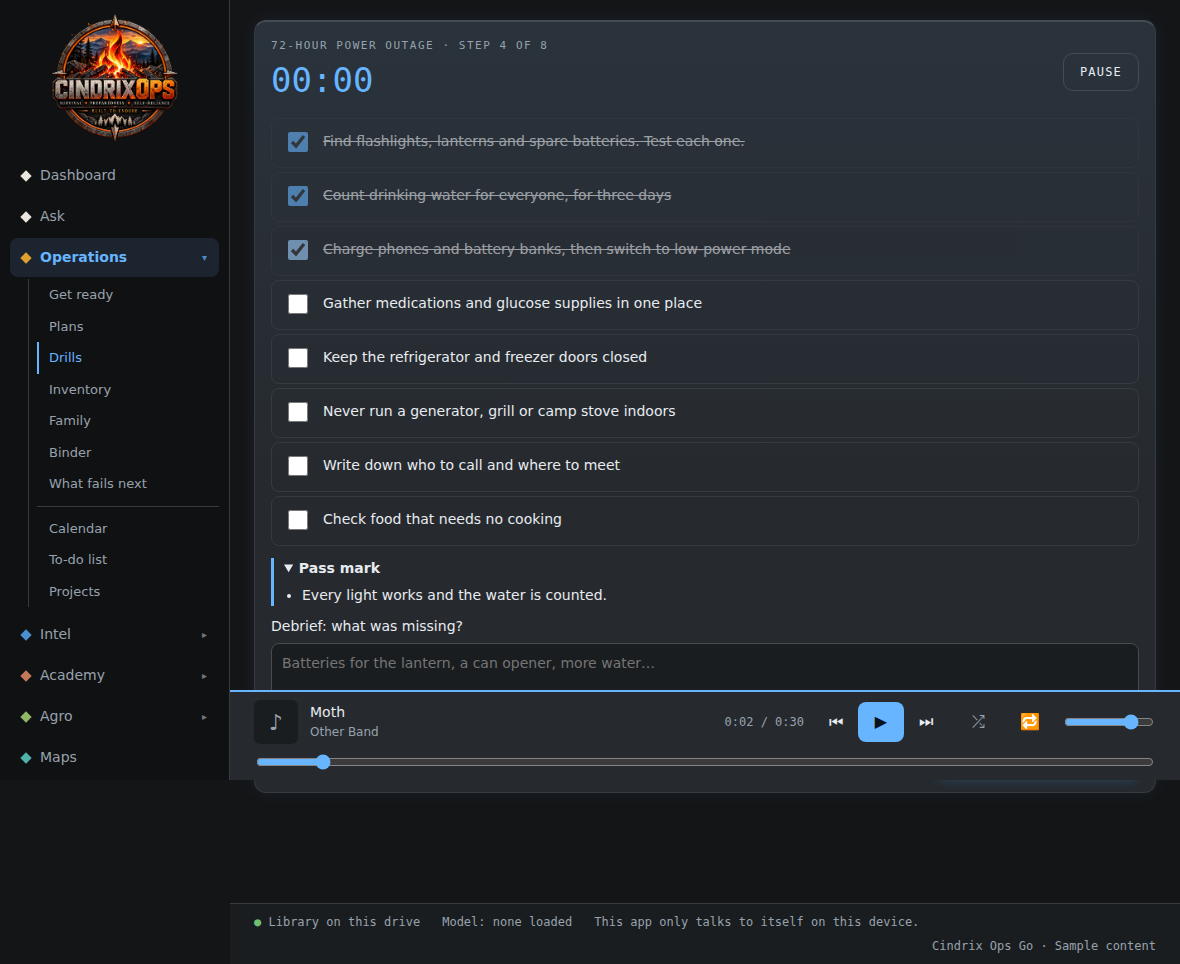 CINDRIXOPS
SURVIVAL • PREPAREDNESS • SELF-RELIANCE
BUILT TO ENDURE
Dashboard
Ask
Operations
Get ready
Plans
Drills
Inventory
Family
Binder
What fails next
Calendar
To-do list
Projects
Intel
Academy
Agro
Maps
72-HOUR POWER OUTAGE · STEP 4 OF 8
00:00
PAUSE
Find flashlights, lanterns and spare batteries. Test each one.
Count drinking water for everyone, for three days
Charge phones and battery banks, then switch to low power mode
Gather medications and glucose supplies in one place
Keep the refrigerator and freezer doors closed
Never run a generator, grill or camp stove indoors
Write down who to call and where to meet
Check food that needs no cooking
Pass mark
• Every light works and the water is counted.
Debrief: what was missing?
Batteries for the lantern, a can opener, more water…
Moth
Other Band
0:02 / 0:30
Library on this drive Model: none loaded This app only talks to itself on this device.
Cindrix Ops Go · Sample content